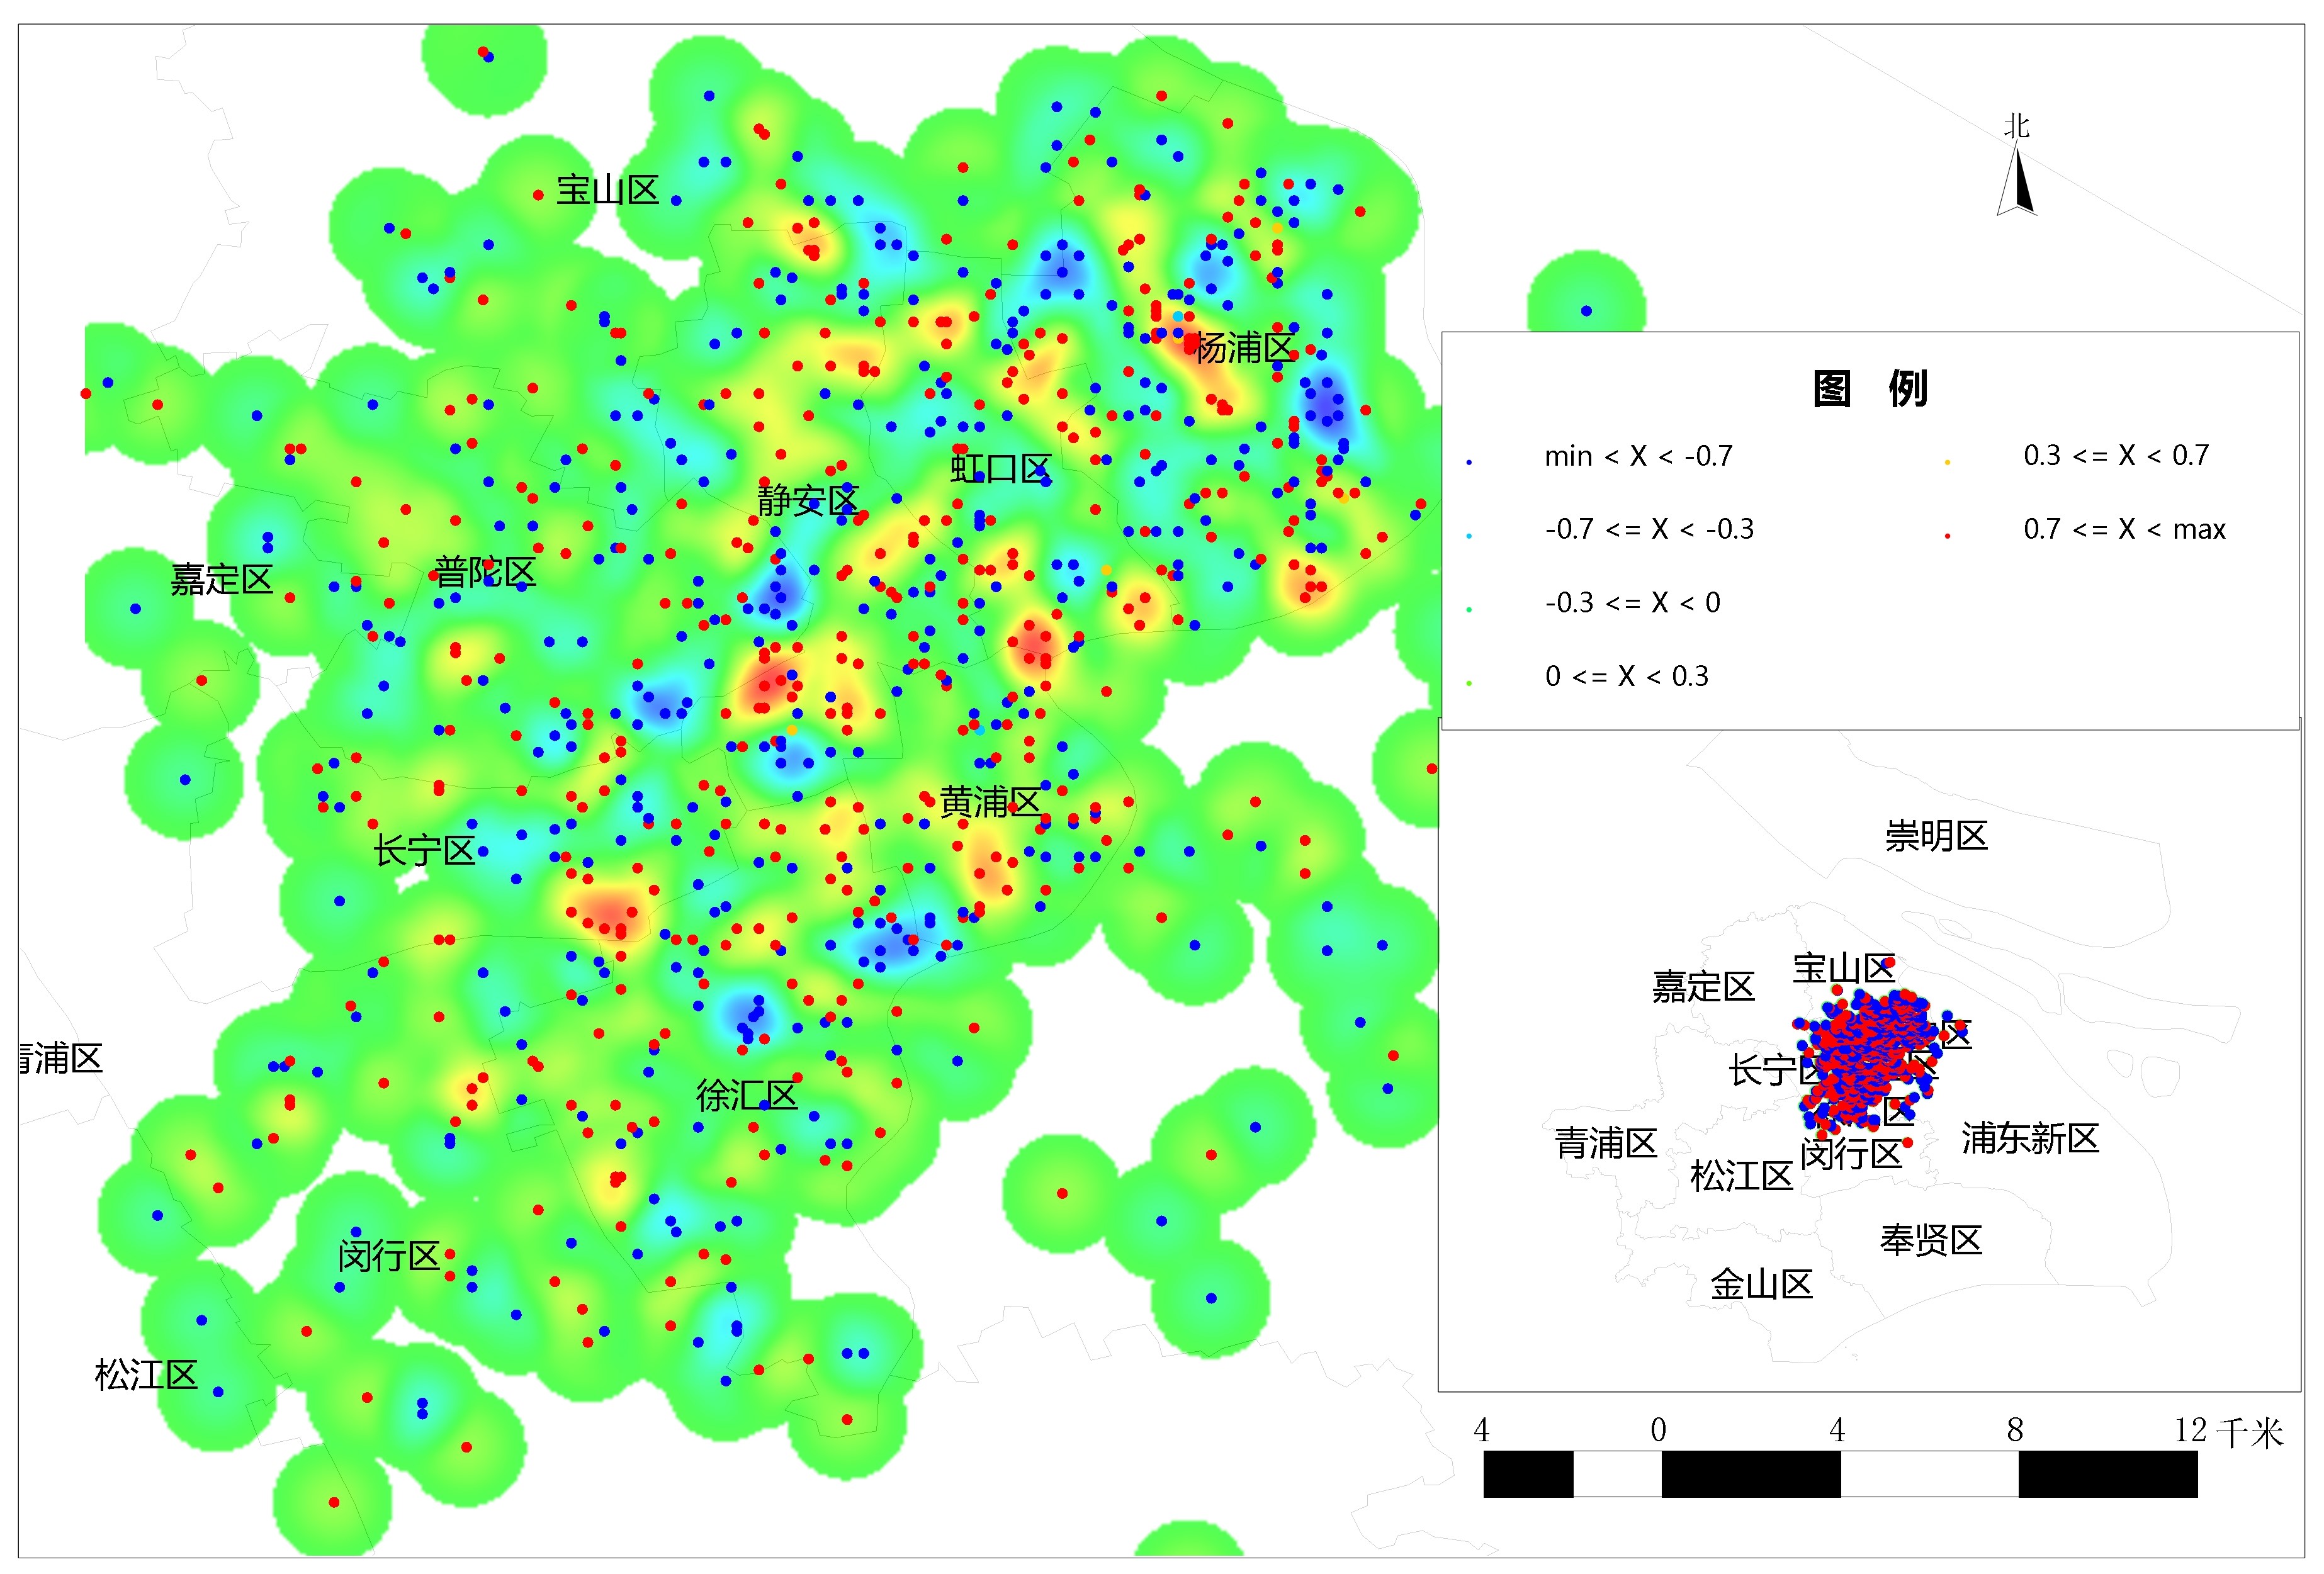 北
宝山区
杨浦区
图 例
min < X < -0.7
0.3 <= X < 0.7
虹口区
静安区
-0.7 <= X < -0.3
0.7 <= X < max
嘉定区
普陀区
-0.3 <= X < 0
0 <= X < 0.3
黄浦区
长宁区
崇明区
宝山区
嘉定区
区
青浦区
长宁区
区
徐汇区
区
青浦区
浦东新区
闵行区
松江区
闵行区
奉贤区
金山区
松江区
4 0 4 8 12 千米